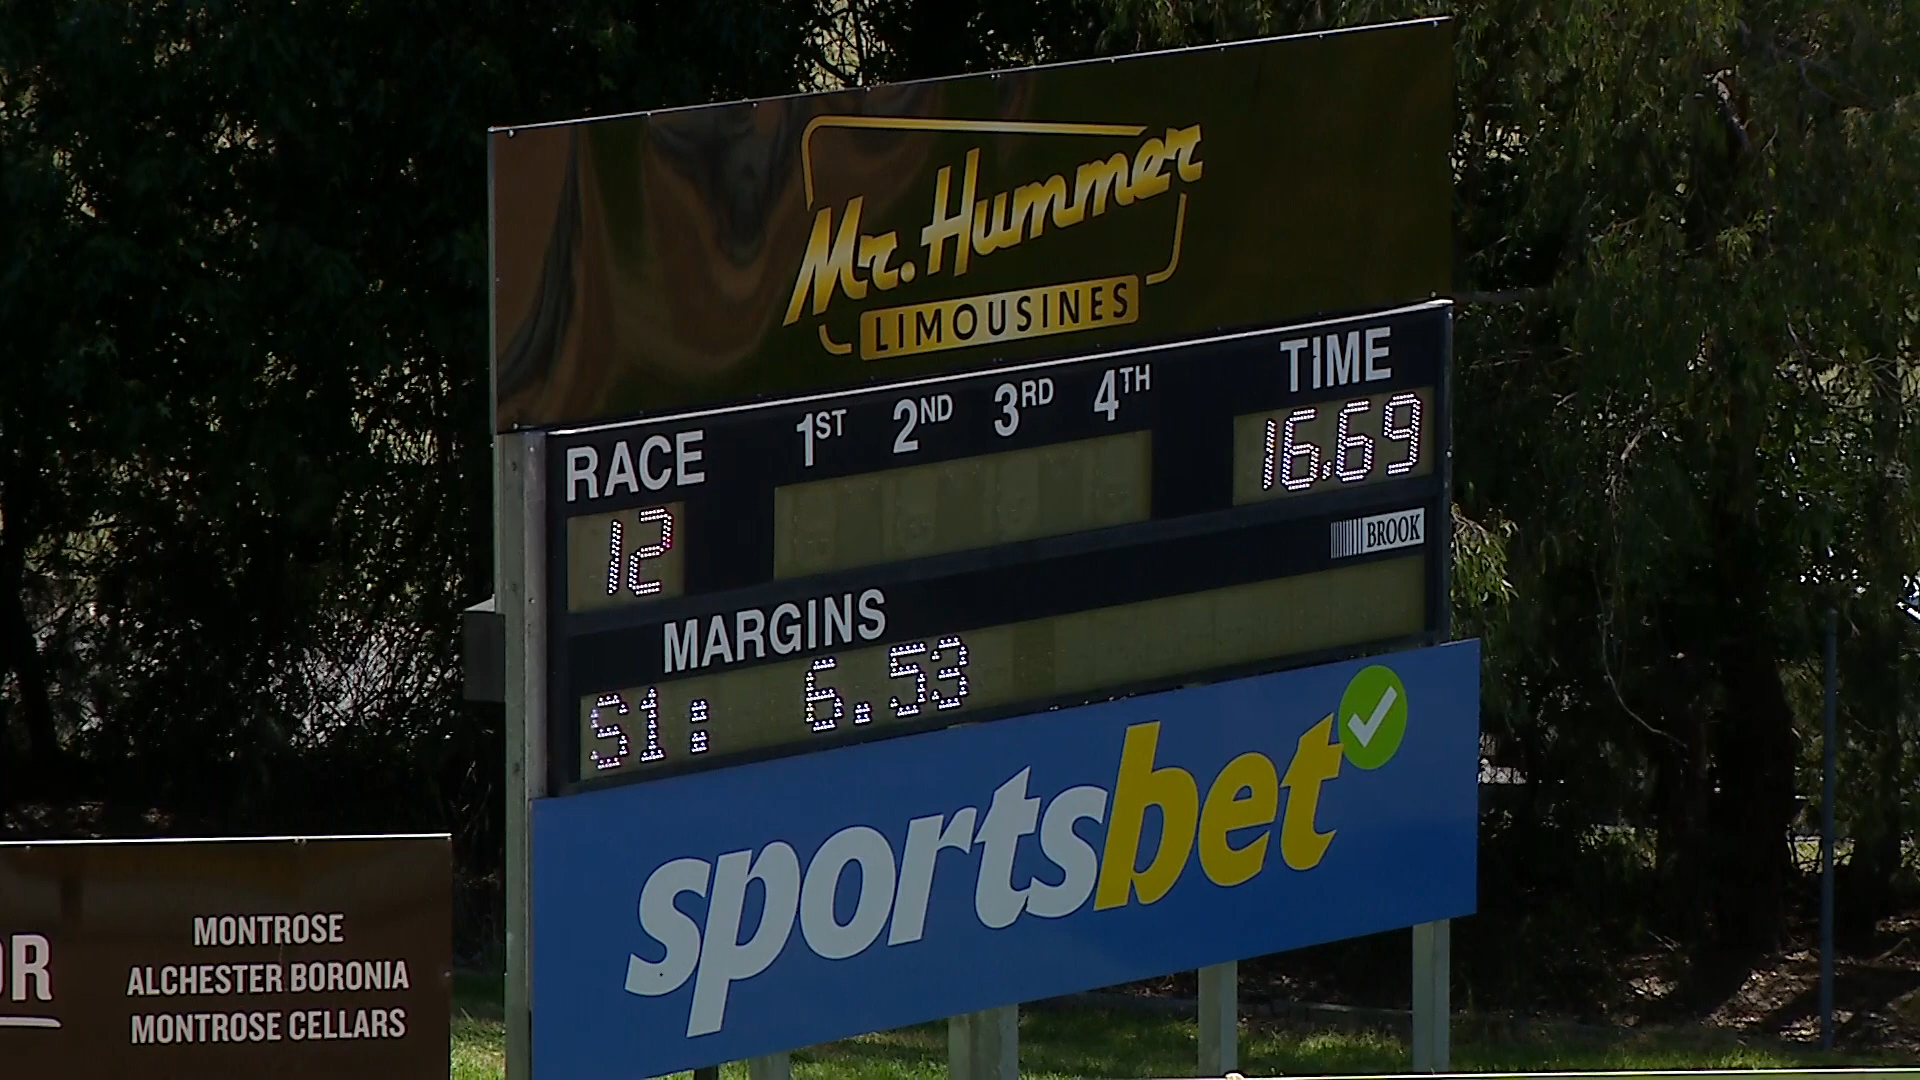 Mr. Hummer
LIMOUSINES
RACE 1ST 2ND 3RD 4TH TIME
12 16.69
BROOK
MARGINS
S1: 6.53
sportsbet
OR
MONTROSE
ALCHESTER BORONIA
MONTROSE CELLARS